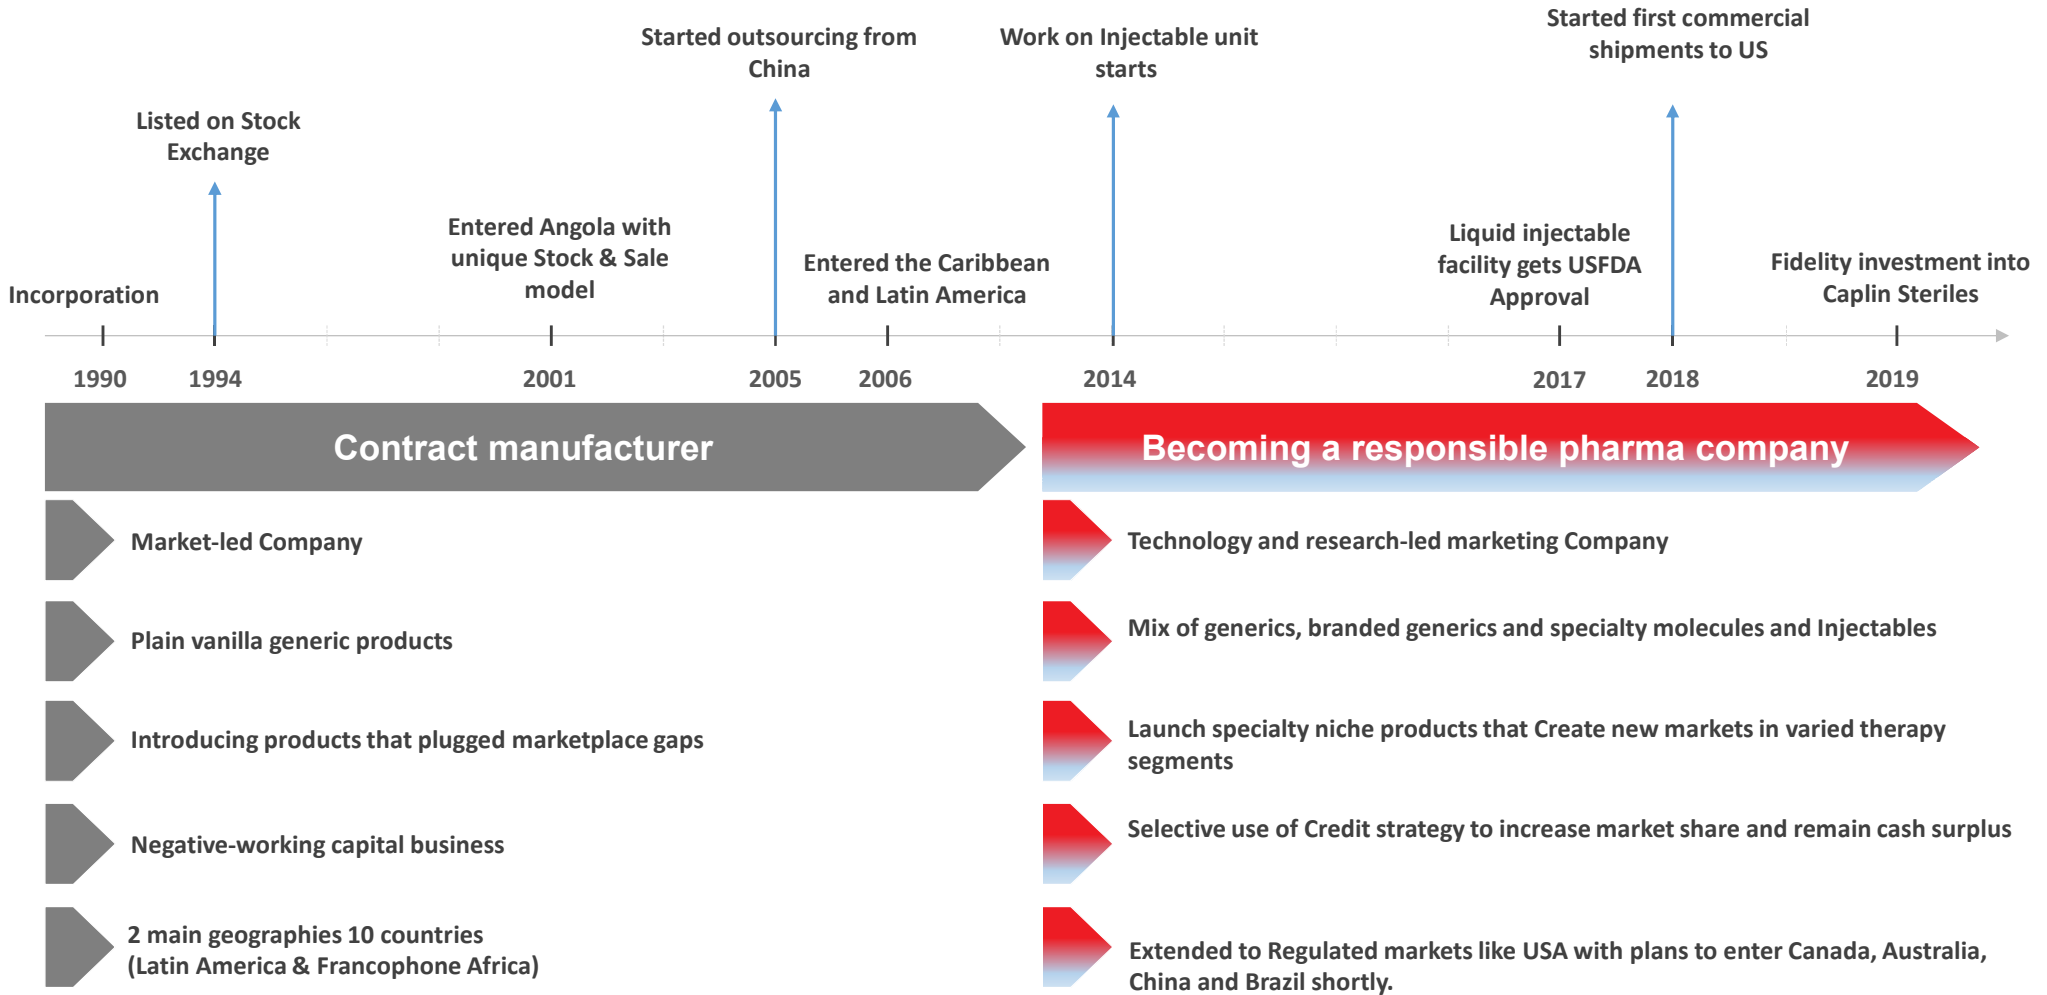 Incorporation
Listed on Stock
Exchange
Entered Angola with
unique Stock & Sale
model
Started outsourcing from
China
Entered the Caribbean
and Latin America
Work on Injectable unit
starts
Liquid injectable
facility gets USFDA
Approval
Started first commercial
shipments to US
Fidelity investment into
Caplin Steriles
1990
1994
2001
2005
2006
2014
2017
2018
2019
Contract manufacturer
Market-led Company
Plain vanilla generic products
Introducing products that plugged marketplace gaps
Negative-working capital business
2 main geographies 10 countries
(Latin America & Francophone Africa)
Becoming a responsible pharma company
Technology and research-led marketing Company
Mix of generics, branded generics and specialty molecules and Injectables
Launch specialty niche products that Create new markets in varied therapy
segments
Selective use of Credit strategy to increase market share and remain cash surplus
Extended to Regulated markets like USA with plans to enter Canada, Australia,
China and Brazil shortly.